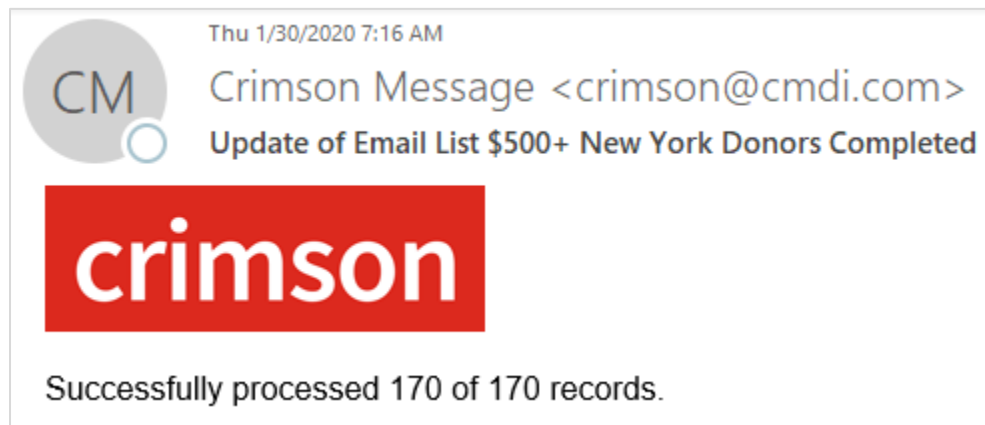 Thu 1/30/2020 7:16 AM
CM
Crimson Message <crimson@cmdi.com>
Update of Email List $500+ New York Donors Completed
crimson
Successfully processed 170 of 170 records.